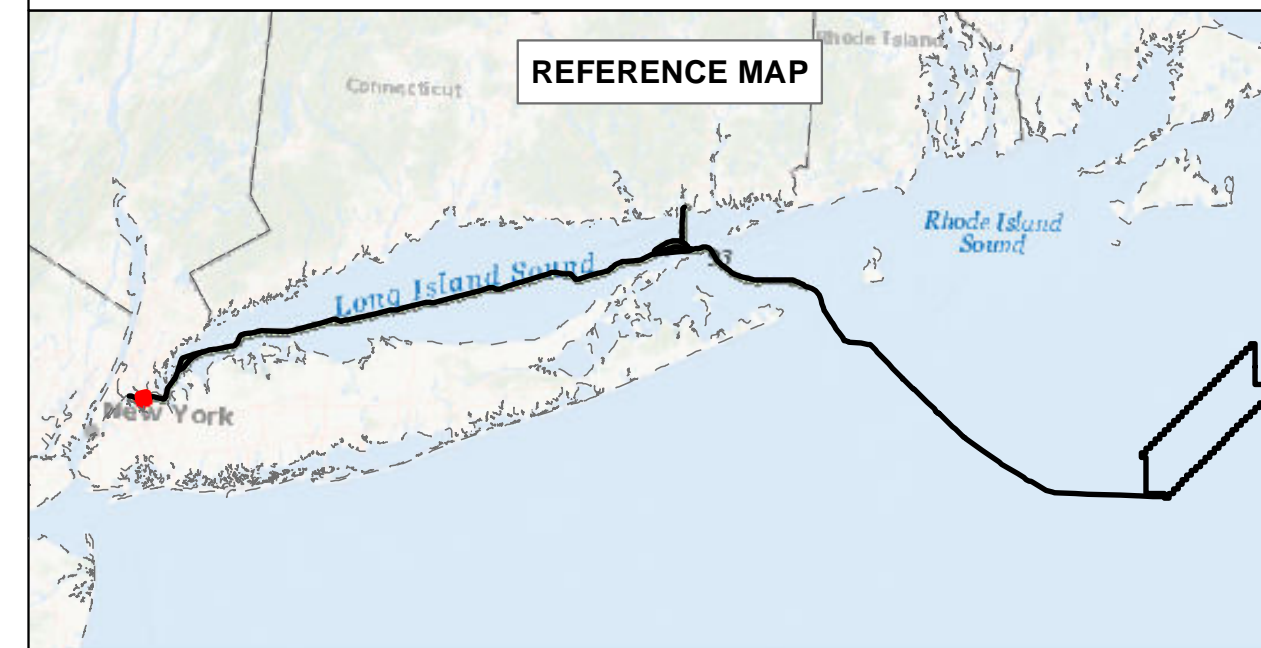 Rhode Island
REFERENCE MAP
Connecticut
Rhode Island
Sound
Long Island Sound
New York